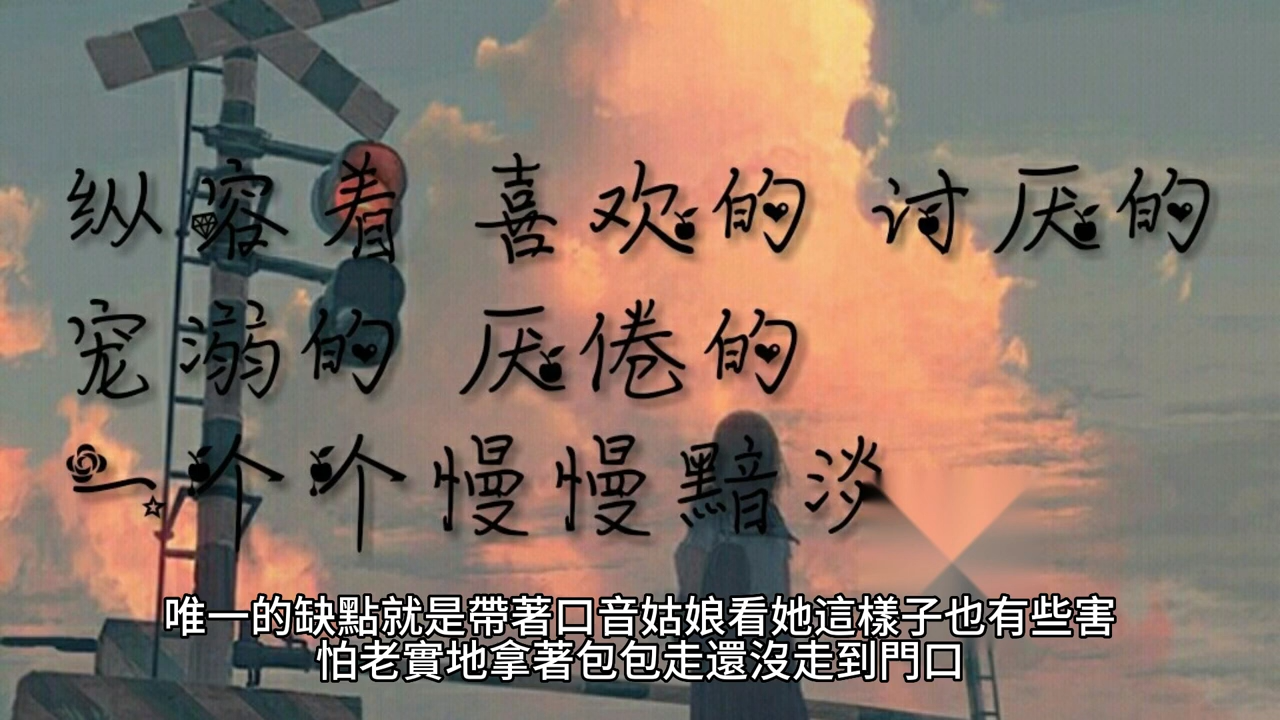 纵容着 喜欢的 讨厌的
宠溺的 厌倦的
一个个慢慢黯淡
唯一的缺點就是帶著口音姑娘看她這樣子也有些害
怕老實地拿著包包走還沒走到門口